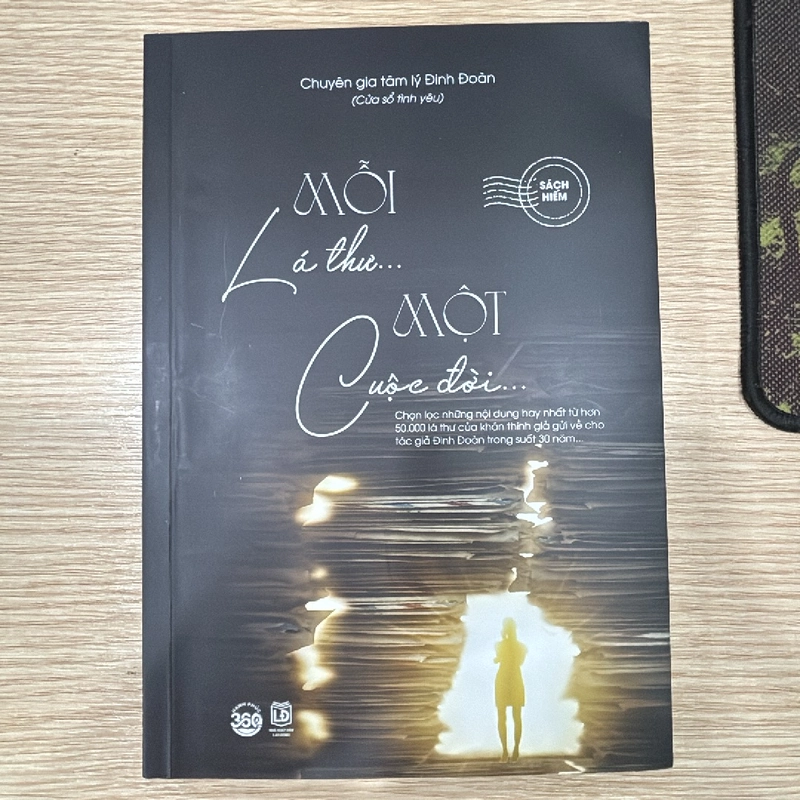 Chuyên gia tâm lý Đinh Đoàn
(Cửa sổ tình yêu)
MỖI
Lá thư...
SÁCH
HIẾM
MỘT
Cuộc đời...
Chọn lọc những nội dung hay nhất từ hơn
50.000 lá thư của khán thính giả gửi về cho
tác giả Đinh Đoàn trong suốt 30 năm...
360
LĐ